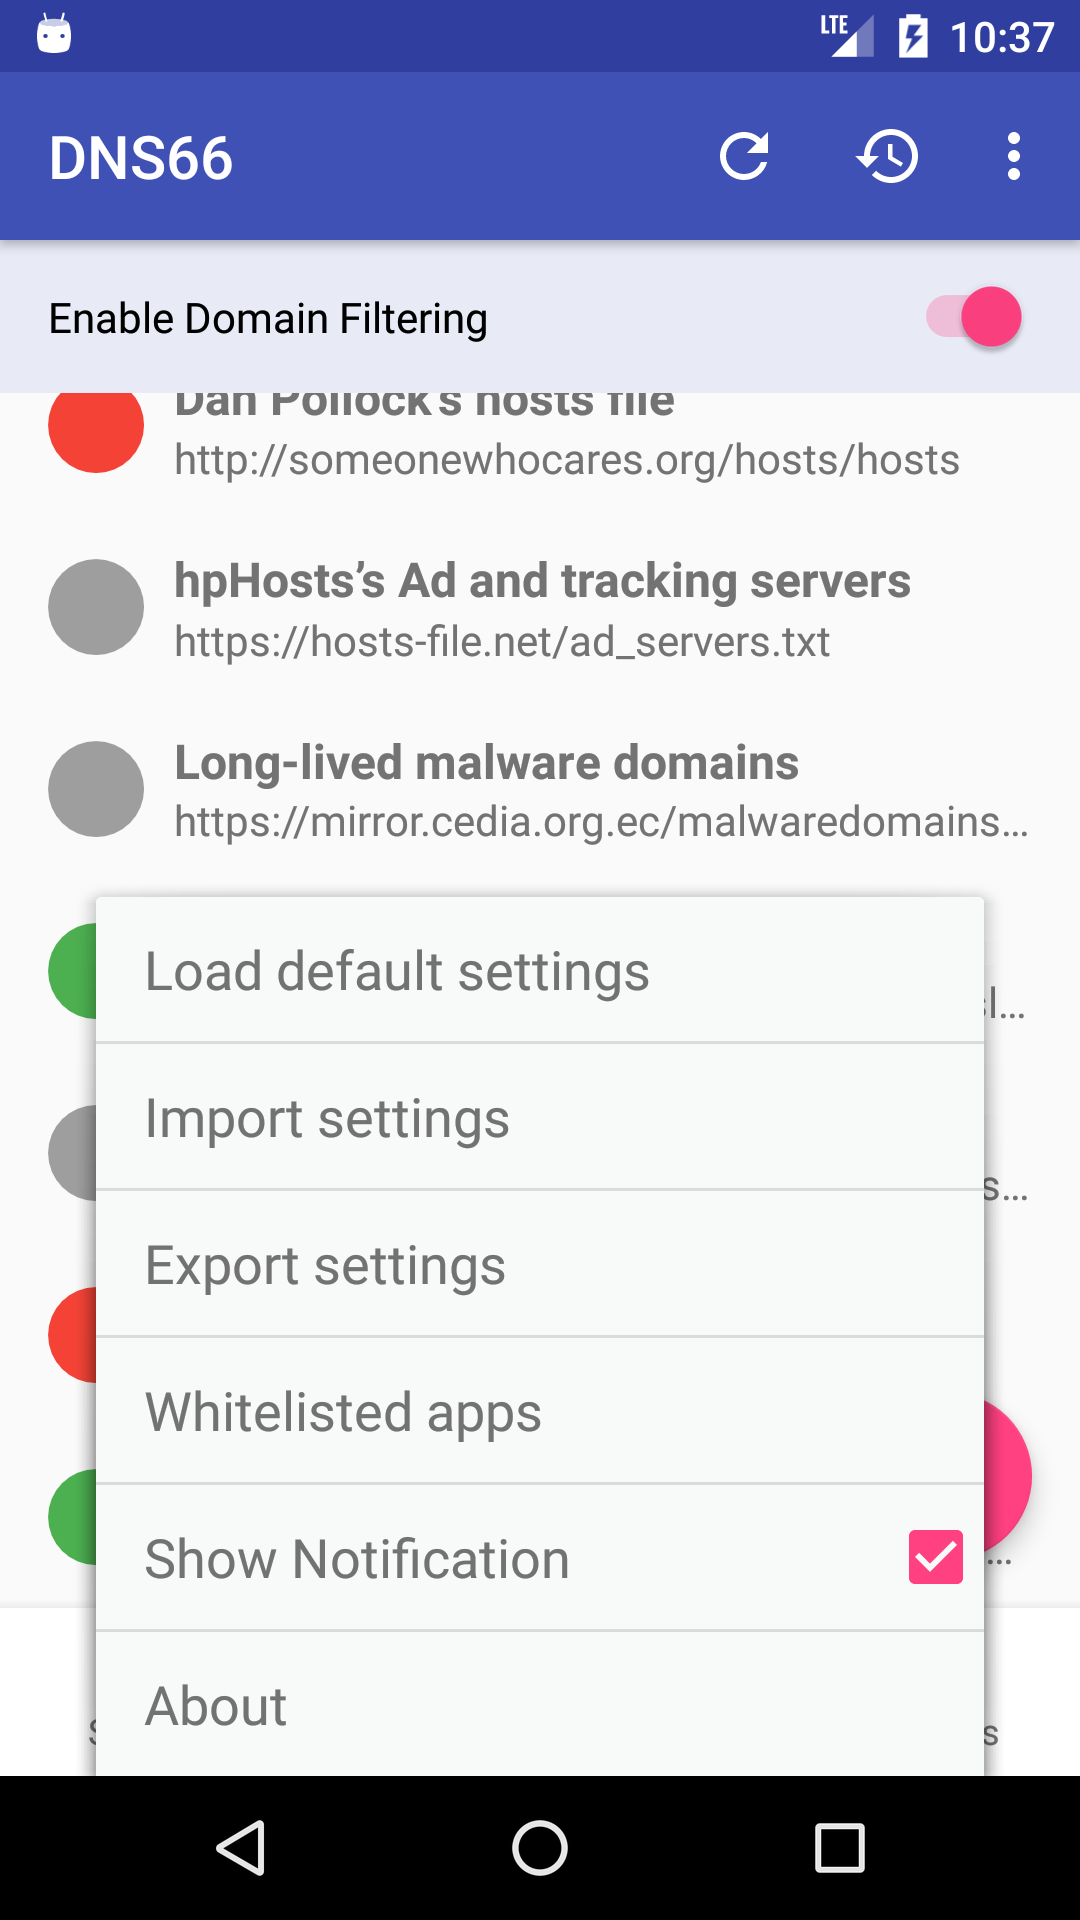 LTE 10:37
DNS66
Enable Domain Filtering
Dan Pollock's hosts file
http://someonewhocares.org/hosts/hosts
hpHosts’s Ad and tracking servers
https://hosts-file.net/ad_servers.txt
Long-lived malware domains
https://mirror.cedia.org.ec/malwaredomains…
Load default settings
Import settings
Export settings
Whitelisted apps
Show Notification
About